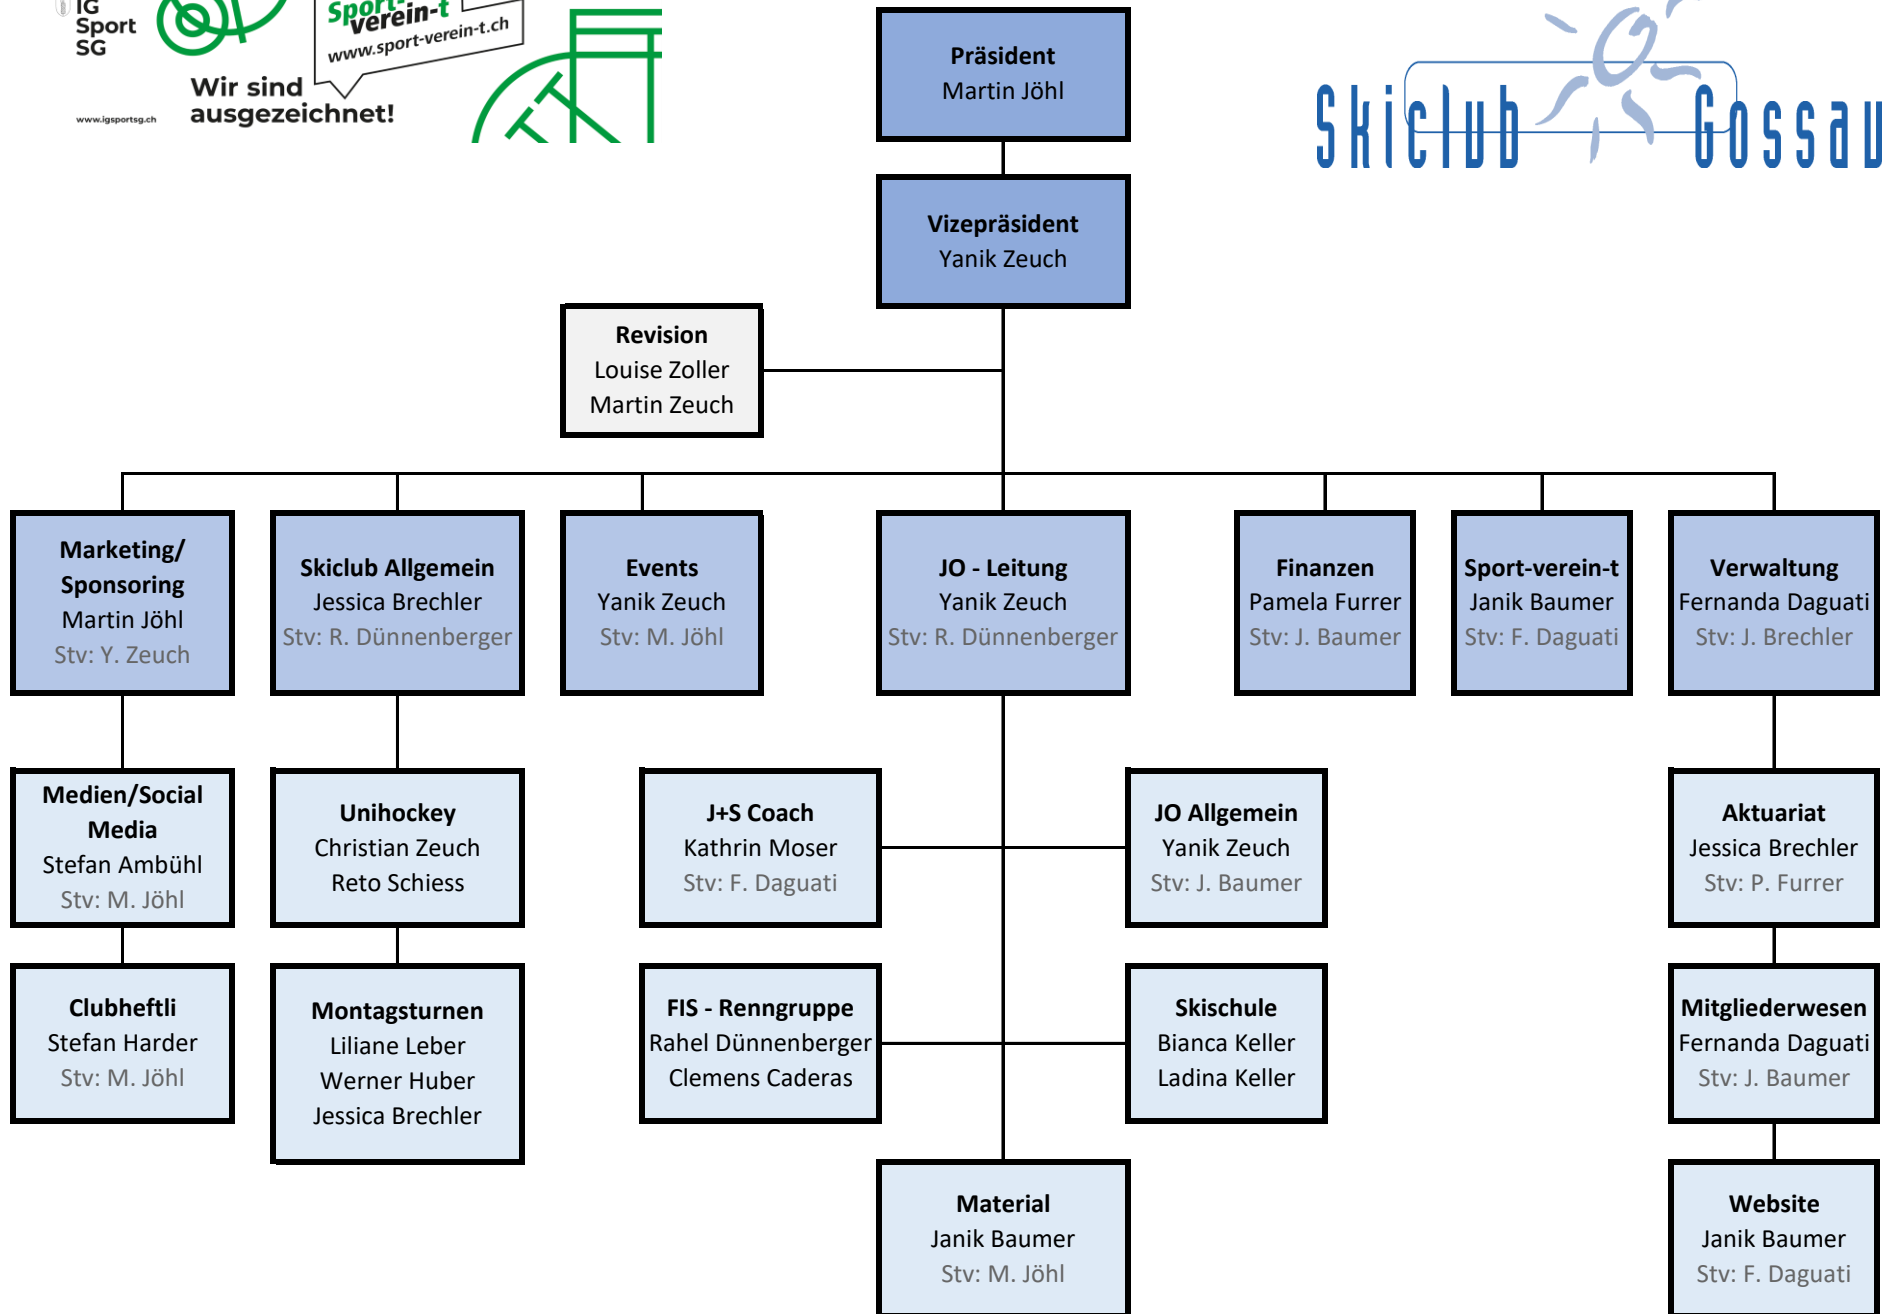 IG
Sport
SG
www.igsportsg.ch
Wir sind
ausgezeichnet!
Sport-
verein-t
www.sport-verein-t.ch
Skiclub Gossau
Präsident
Martin Jöhl
Vizepräsident
Yanik Zeuch
Revision
Louise Zoller
Martin Zeuch
Marketing/
Sponsoring
Martin Jöhl
Stv: Y. Zeuch
Skiclub Allgemein
Jessica Brechler
Stv: R. Dünnenberger
Events
Yanik Zeuch
Stv: M. Jöhl
JO - Leitung
Yanik Zeuch
Stv: R. Dünnenberger
Finanzen
Pamela Furrer
Stv: J. Baumer
Sport-verein-t
Janik Baumer
Stv: F. Daguati
Verwaltung
Fernanda Daguati
Stv: J. Brechler
Medien/Social
Media
Stefan Ambühl
Stv: M. Jöhl
Unihockey
Christian Zeuch
Reto Schiess
J+S Coach
Kathrin Moser
Stv: F. Daguati
JO Allgemein
Yanik Zeuch
Stv: J. Baumer
Aktuariat
Jessica Brechler
Stv: P. Furrer
Clubheftli
Stefan Harder
Stv: M. Jöhl
Montagsturnen
Liliane Leber
Werner Huber
Jessica Brechler
FIS - Renngruppe
Rahel Dünnenberger
Clemens Caderas
Skischule
Bianca Keller
Ladina Keller
Mitgliederwesen
Fernanda Daguati
Stv: J. Baumer
Material
Janik Baumer
Stv: M. Jöhl
Website
Janik Baumer
Stv: F. Daguati